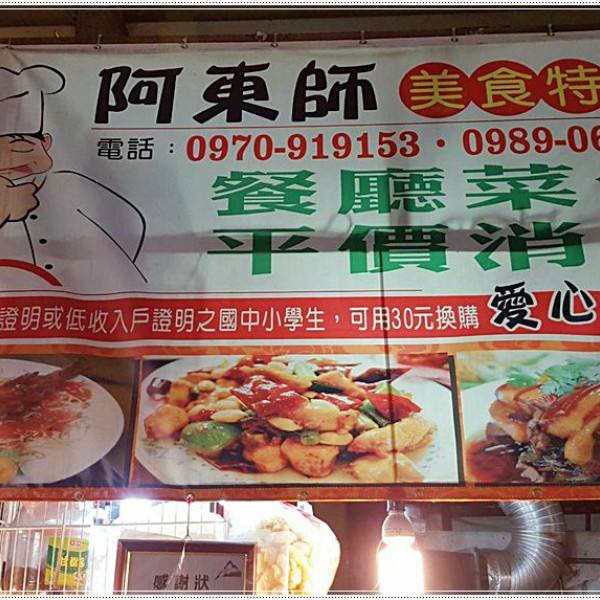 阿東師 美食特
電話：0970-919153・0989-06
餐廳菜
平價消
證明或低收入戶證明之國中小學生，可用30元換購 愛心
感謝狀